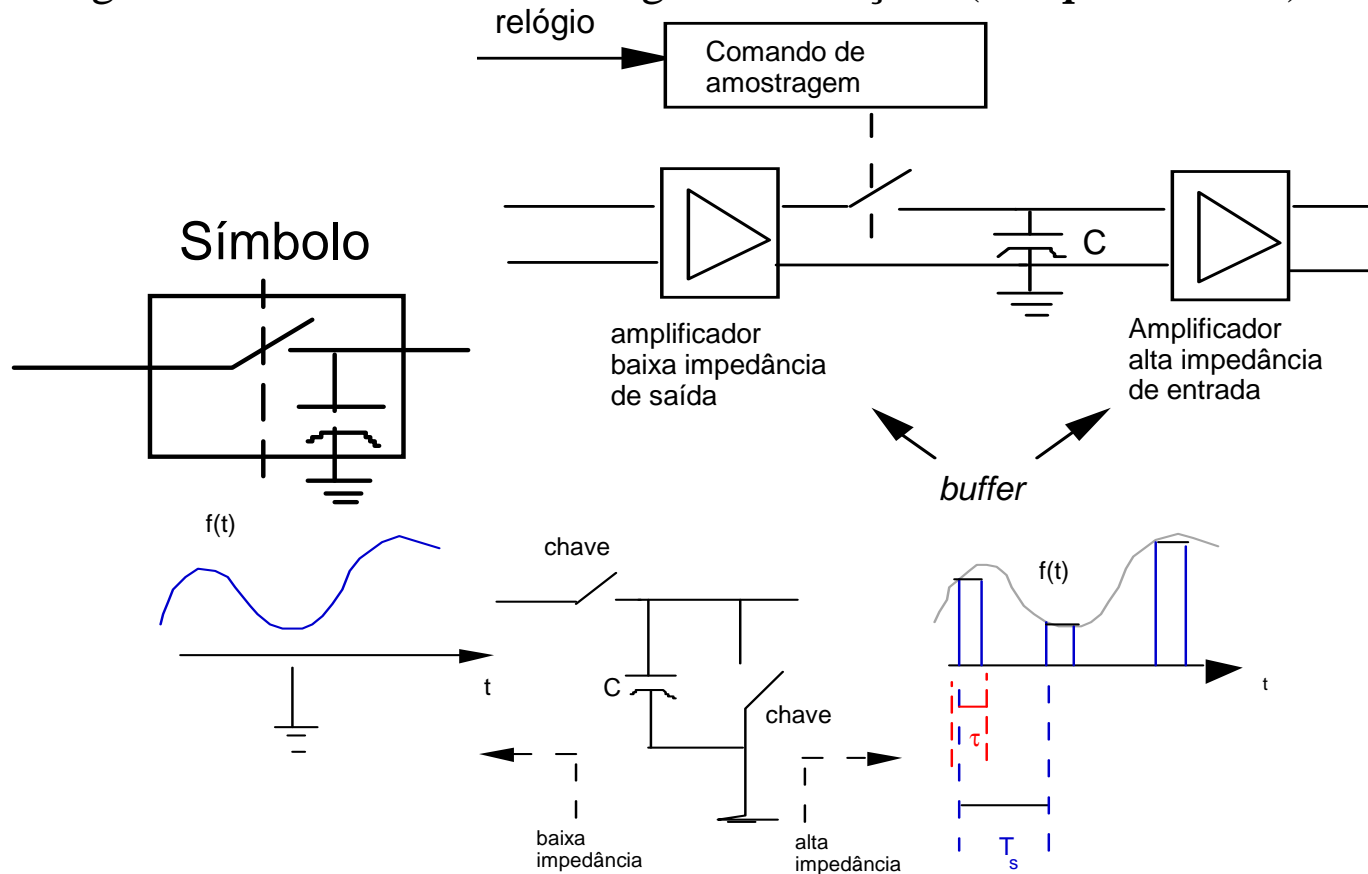 relógio
Comando de
amostragem
Símbolo
C
amplificador
baixa impedância
de saída
Amplificador
alta impedância
de entrada
buffer
f(t)
t
chave
C
chave
baixa
impedância
alta
impedância
f(t)
t
τ
Ts